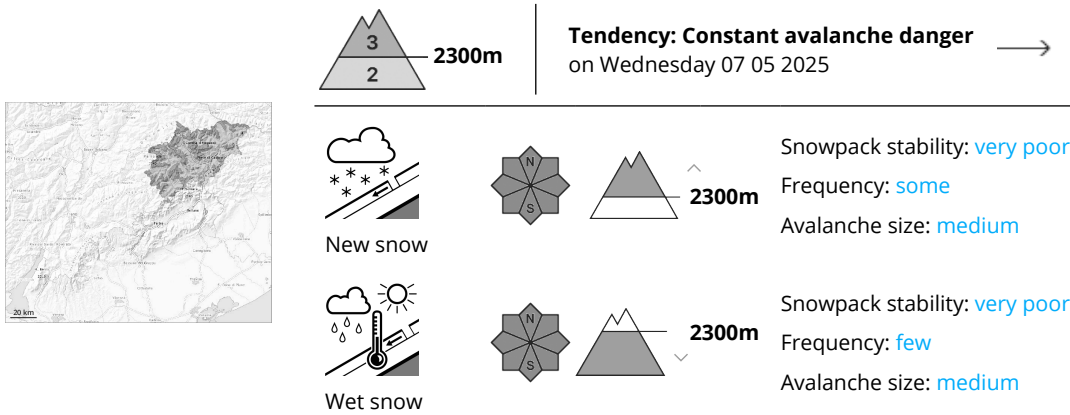 3
2
2300m
Tendency: Constant avalanche danger
on Wednesday 07 05 2025
20 km
New snow
N
S
2300m
Snowpack stability: very poor
Frequency: some
Avalanche size: medium
Wet snow
N
S
2300m
Snowpack stability: very poor
Frequency: few
Avalanche size: medium